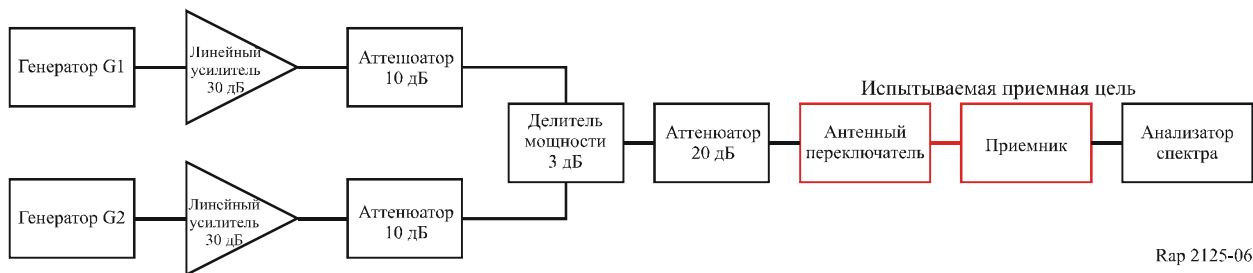 Генератор G1
Линейный
усилитель
30 дБ
Аттенюатор
10 дБ
Генератор G2
Линейный
усилитель
30 дБ
Аттенюатор
10 дБ
Делитель
мощности
3 дБ
Аттенюатор
20 дБ
Испытываемая приемная цепь
Антенный
переключатель
Приемник
Анализатор
спектра
Rap 2125-06